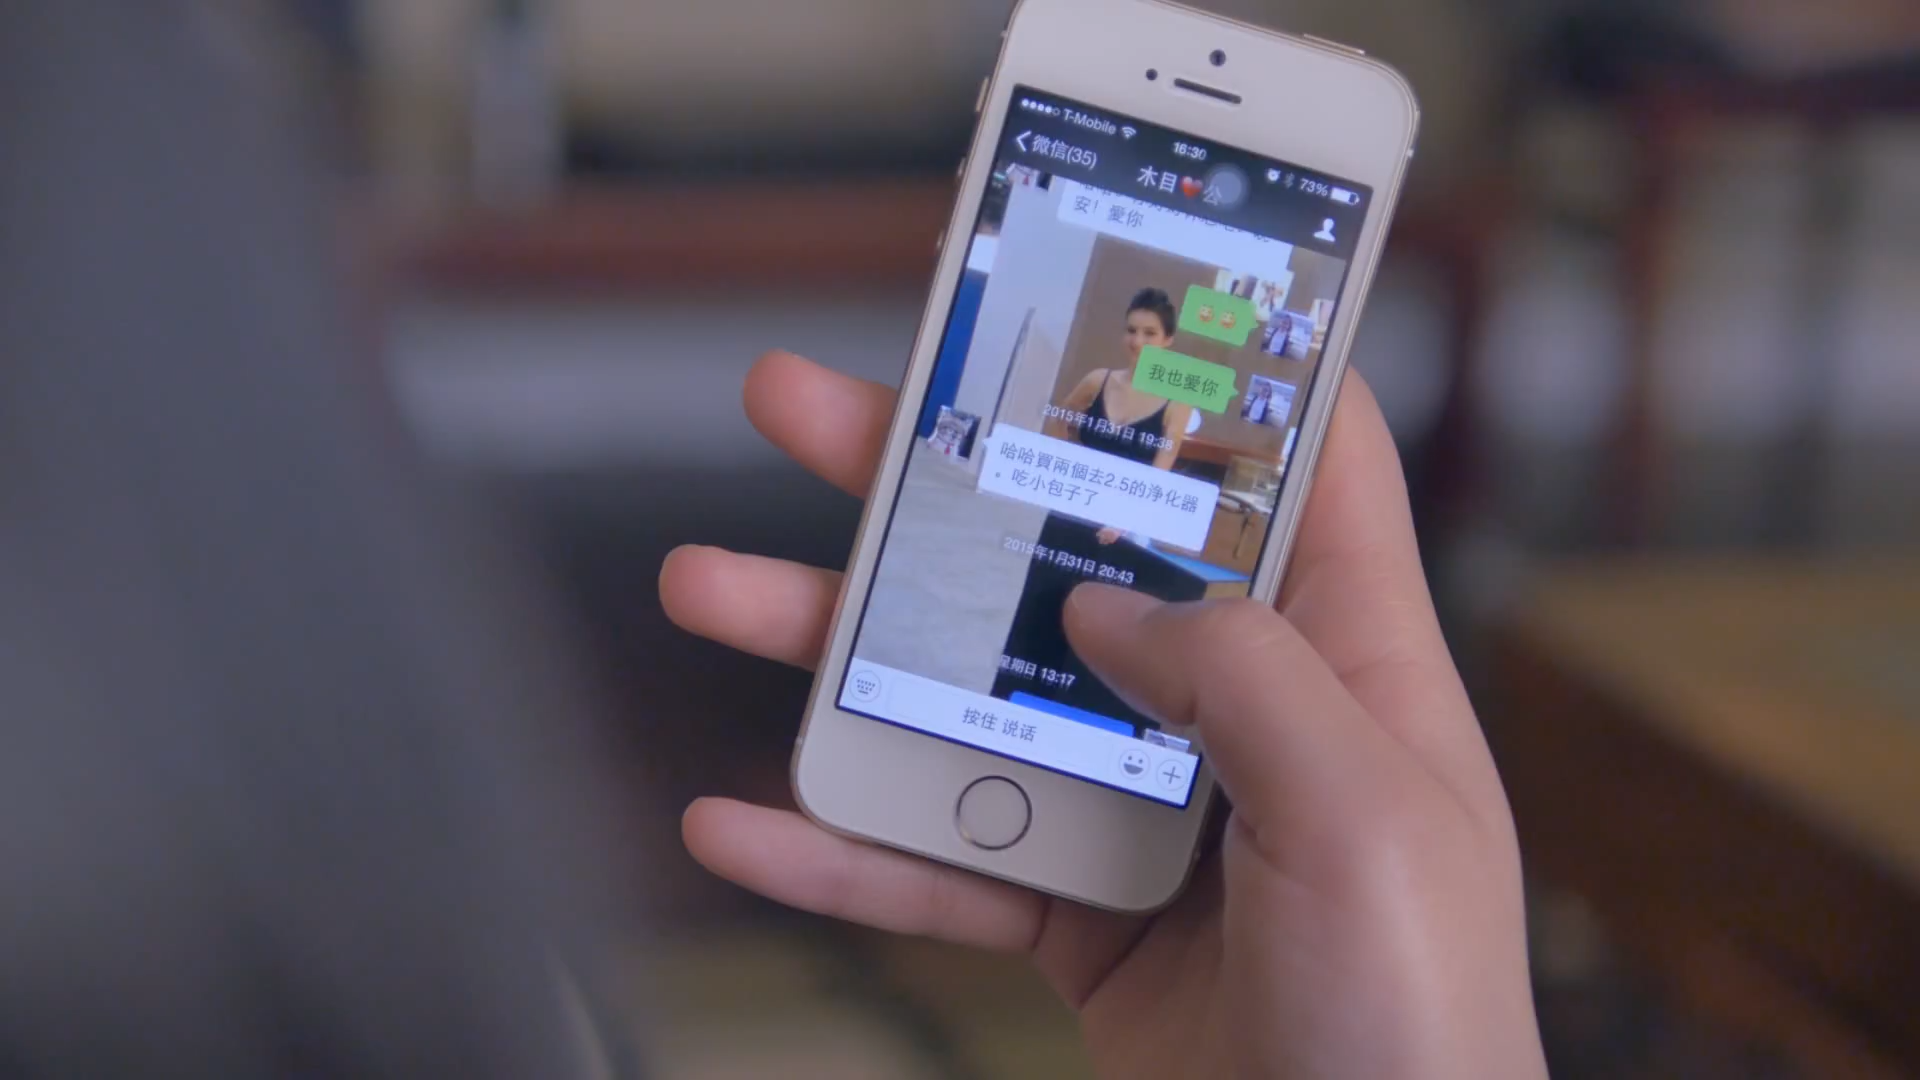 T-Mobile
16:30
73%
微信(35)
木目❤️公
安！愛你
我也愛你
2015年1月31日 19:38
哈哈買兩個去2.5的淨化器
。吃小包子了
2015年1月31日 20:43
星期日 13:17
按住 说话